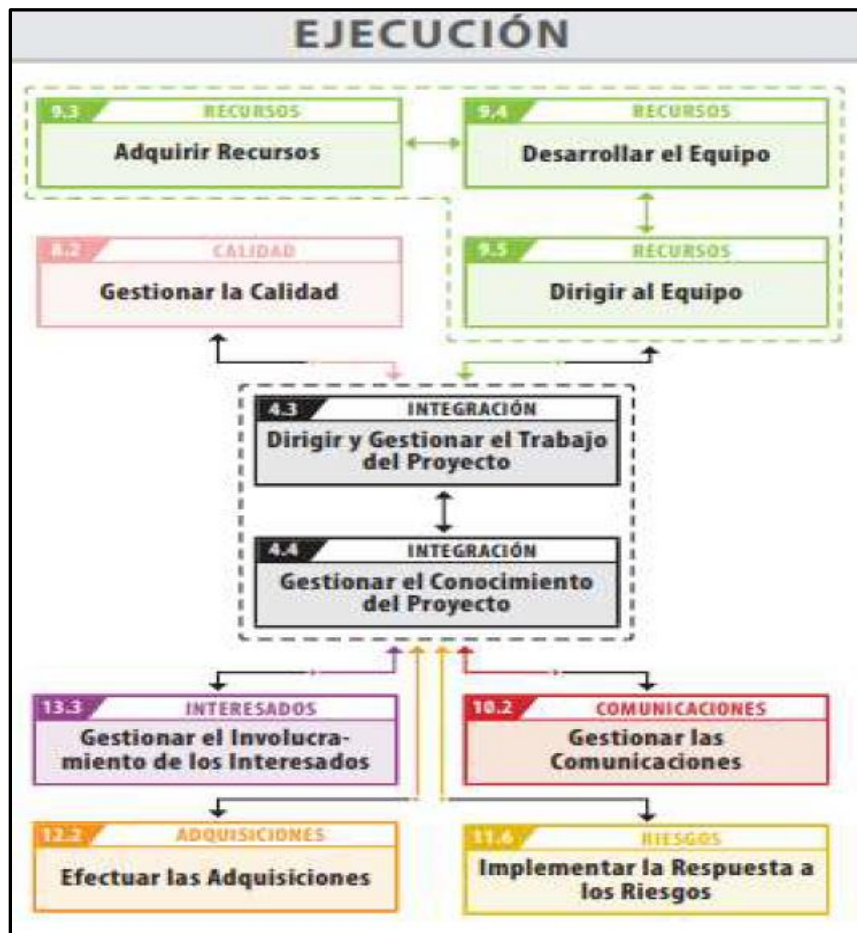 EJECUCIÓN
9.3 RECURSOS
Adquirir Recursos
9.4 RECURSOS
Desarrollar el Equipo
8.2 CALIDAD
Gestionar la Calidad
9.5 RECURSOS
Dirigir al Equipo
4.3 INTEGRACIÓN
Dirigir y Gestionar el Trabajo
del Proyecto
4.4 INTEGRACIÓN
Gestionar el Conocimiento
del Proyecto
13.3 INTERESADOS
Gestionar el Involucra-
miento de los Interesados
10.2 COMUNICACIONES
Gestionar las
Comunicaciones
12.2 ADQUISICIONES
Efectuar las Adquisiciones
11.6 RIESGOS
Implementar la Respuesta a
los Riesgos